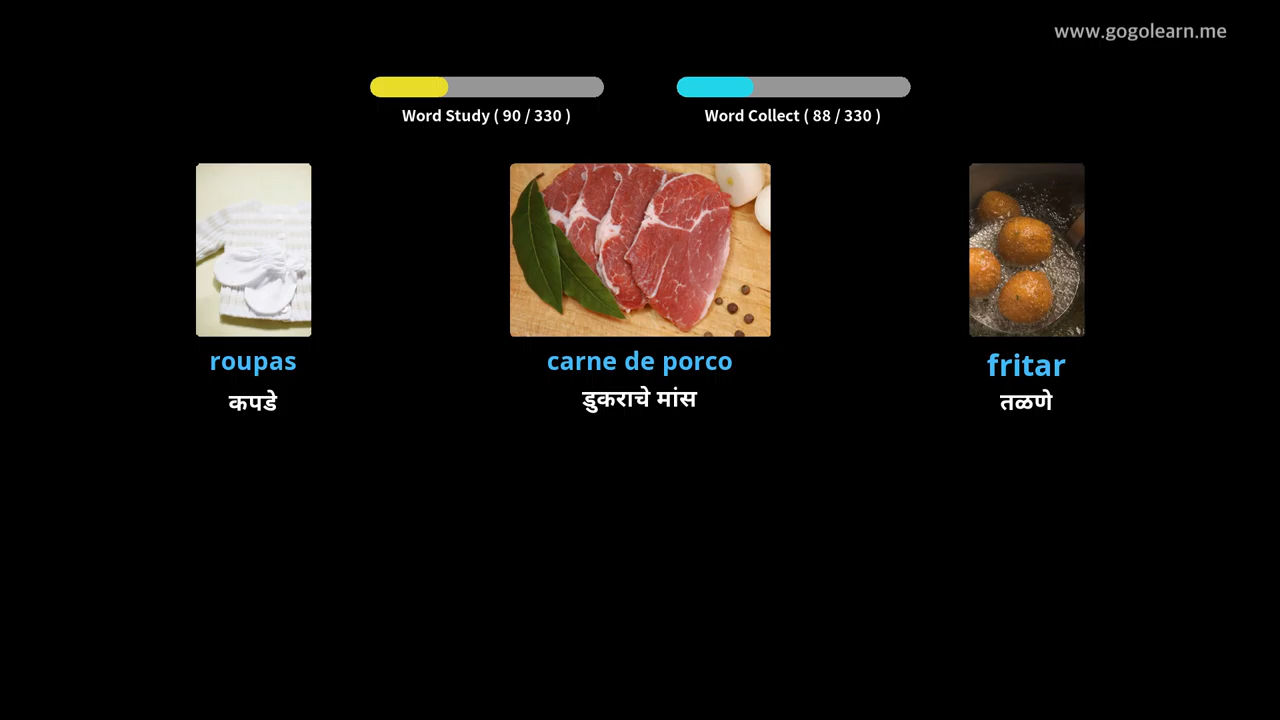 www.gogolearn.me
Word Study ( 90 / 330 )
Word Collect ( 88 / 330 )
roupas
कपडे
carne de porco
डुकराचे मांस
fritar
तळणे